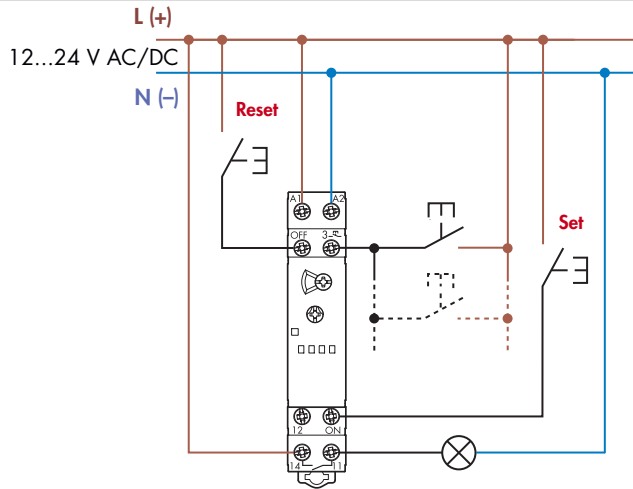 L (+)
12...24 V AC/DC
N (–)
Reset
A1 A2
OFF 3
Set
12 ON
14 11